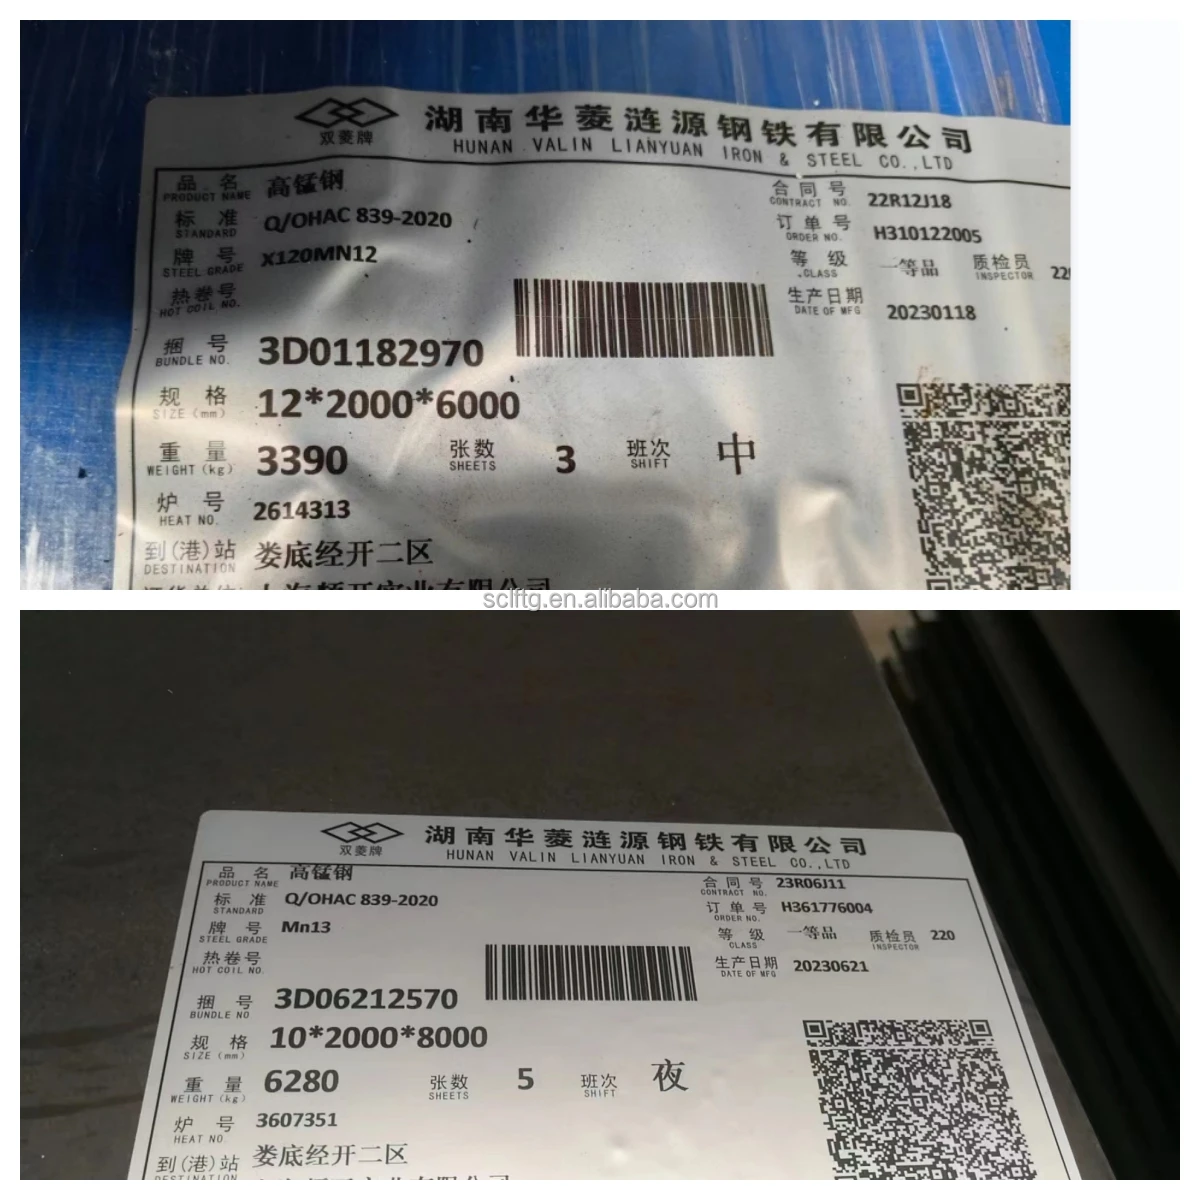 双菱牌
湖南华菱涟源钢铁有限公司
HUNAN VALIN LIANYUAN IRON & STEEL CO.,LTD
品名 高锰钢
PRODUCT NAME
合同号 22R12J18
CONTRACT NO.
标准 Q/OHAC 839-2020
STANDARD
订单号 H310122005
ORDER NO.
牌号 X120MN12
STEEL GRADE
等级 一等品 质检员
CLASS INSPECTOR
热卷号
HOT COIL NO.
生产日期 20230118
DATE OF MFG
捆号 3D01182970
BUNDLE NO.
规格 12*2000*6000
SIZE(mm)
重量 3390 张数 3 班次 中
WEIGHT(kg) SHEETS SHIFT
炉号 2614313
HEAT NO.
到(港)站 娄底经开二区
DESTINATION
sclftg.en.alibaba.com
双菱牌
湖南华菱涟源钢铁有限公司
HUNAN VALIN LIANYUAN IRON & STEEL CO.,LTD
品名 高锰钢
PRODUCT NAME
合同号 23R06J11
CONTRACT NO.
标准 Q/OHAC 839-2020
STANDARD
订单号 H361776004
ORDER NO.
牌号 Mn13
STEEL GRADE
等级 一等品 质检员 220
CLASS INSPECTOR
热卷号
HOT COIL NO.
生产日期 20230621
DATE OF MFG
捆号 3D06212570
BUNDLE NO
规格 10*2000*8000
SIZE(mm)
重量 6280 张数 5 班次 夜
WEIGHT(kg) SHEETS SHIFT
炉号 3607351
HEAT NO.
到(港)站 娄底经开二区
DESTINATION